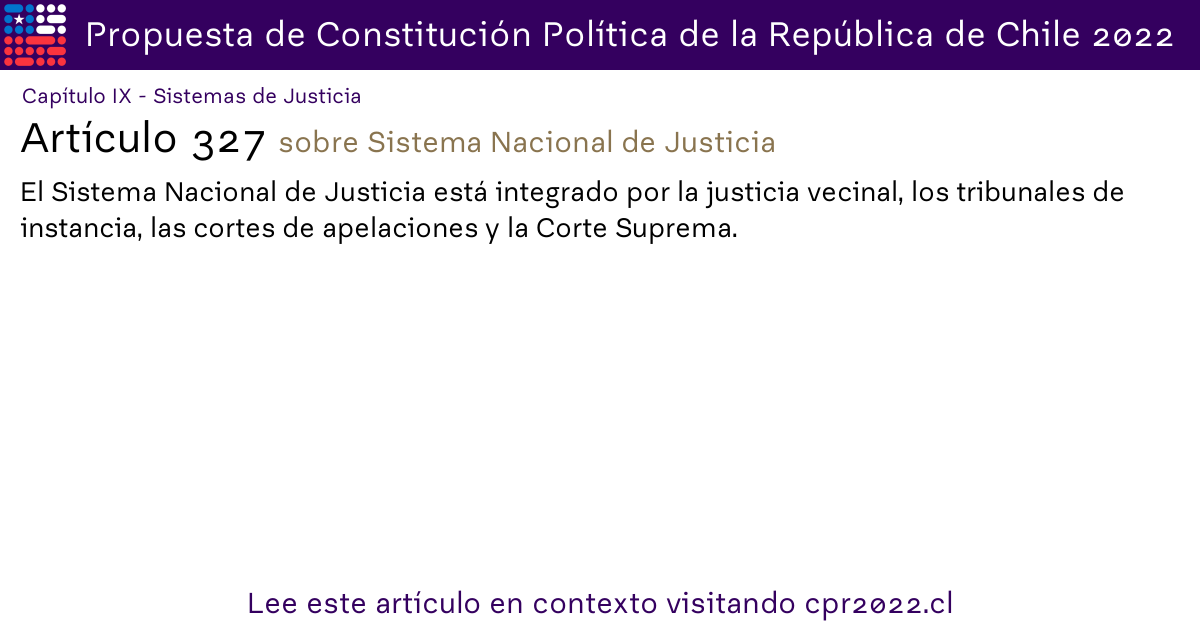 Propuesta de Constitución Política de la República de Chile 2022
Capítulo IX - Sistemas de Justicia
Artículo 327 sobre Sistema Nacional de Justicia
El Sistema Nacional de Justicia está integrado por la justicia vecinal, los tribunales de
instancia, las cortes de apelaciones y la Corte Suprema.
Lee este artículo en contexto visitando cpr2022.cl